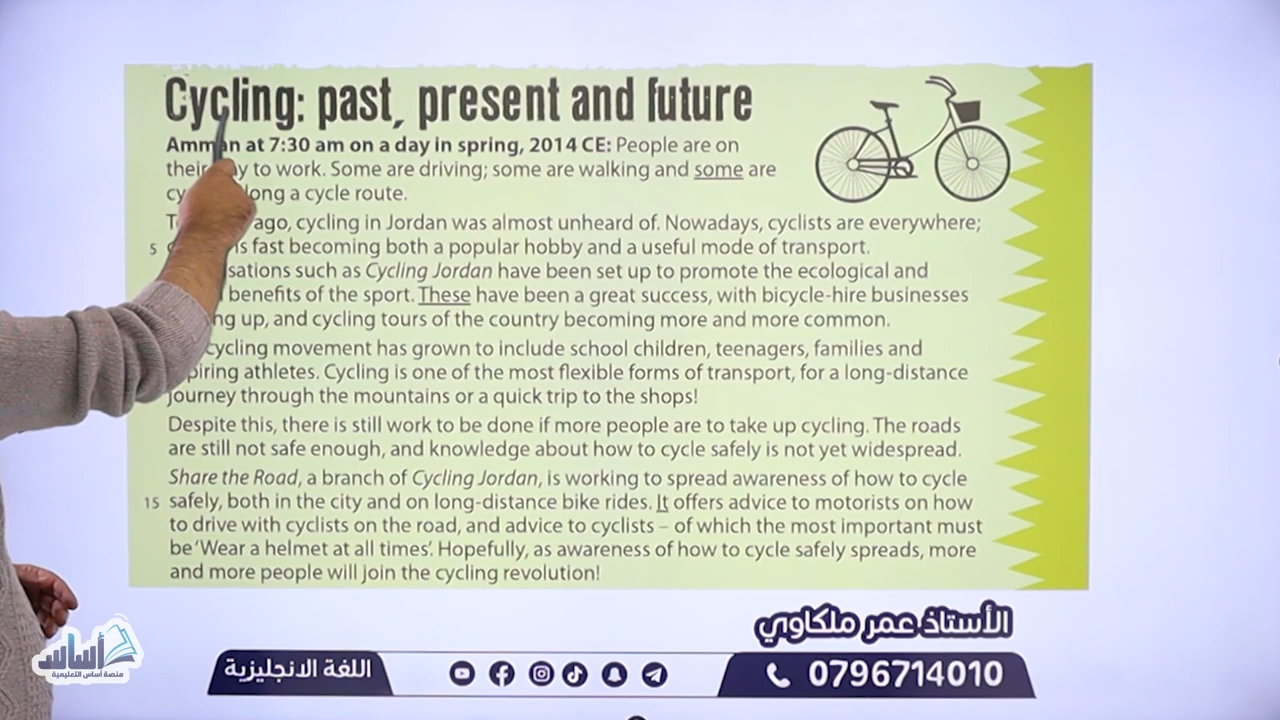 Cycling: past, present and future
Amman at 7:30 am on a day in spring, 2014 CE: People are on
their way to work. Some are driving; some are walking and some are
along a cycle route.
ago, cycling in Jordan was almost unheard of. Nowadays, cyclists are everywhere;
5 is fast becoming both a popular hobby and a useful mode of transport.
such as Cycling Jordan have been set up to promote the ecological and
benefits of the sport. These have been a great success, with bicycle-hire businesses
up, and cycling tours of the country becoming more and more common.
cycling movement has grown to include school children, teenagers, families and
athletes. Cycling is one of the most flexible forms of transport, for a long-distance
journey through the mountains or a quick trip to the shops!
Despite this, there is still work to be done if more people are to take up cycling. The roads
are still not safe enough, and knowledge about how to cycle safely is not yet widespread.
Share the Road, a branch of Cycling Jordan, is working to spread awareness of how to cycle
15 safely, both in the city and on long-distance bike rides. It offers advice to motorists on how
to drive with cyclists on the road, and advice to cyclists – of which the most important must
be 'Wear a helmet at all times'. Hopefully, as awareness of how to cycle safely spreads, more
and more people will join the cycling revolution!
الأستاذ عمر ملكاوي
اللغة الانجليزية
0796714010
أساس
منصة أساس التعليمية